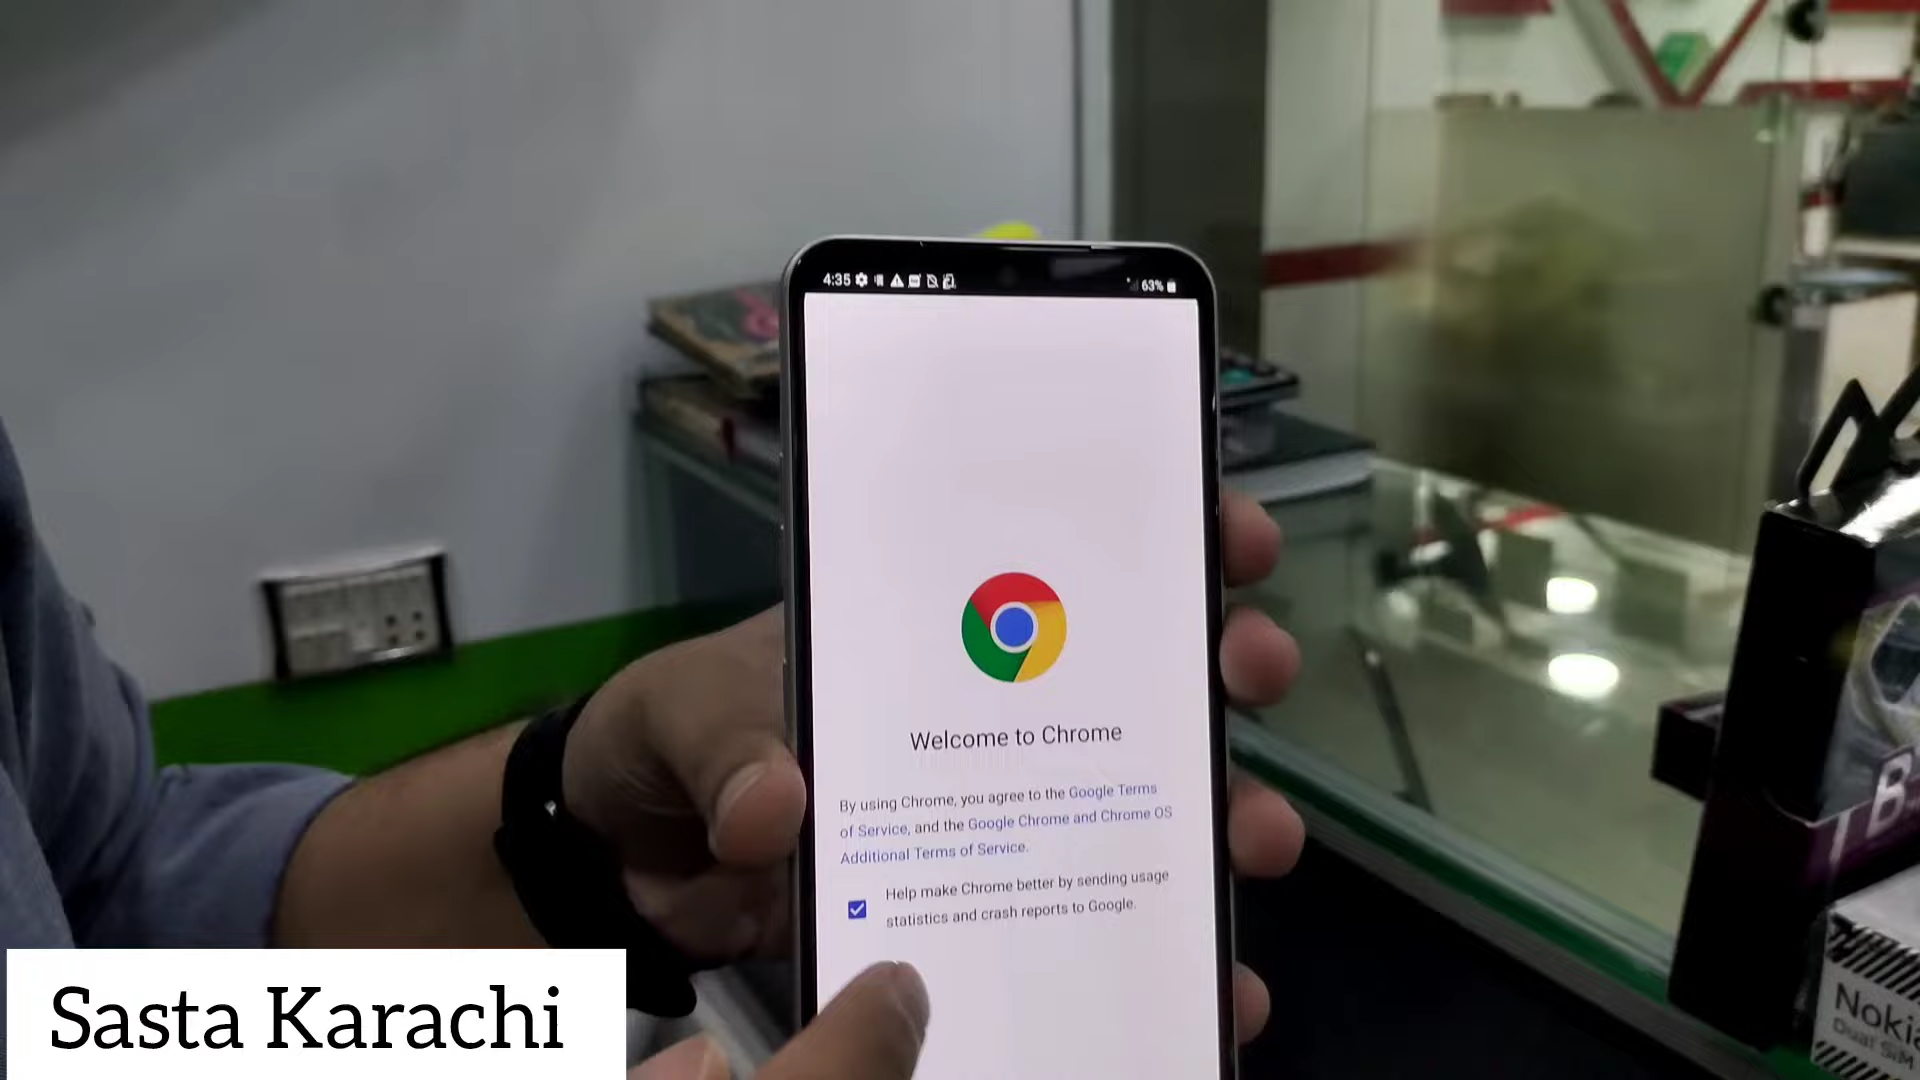 4:35
63%
Welcome to Chrome
By using Chrome, you agree to the Google Terms
of Service, and the Google Chrome and Chrome OS
Additional Terms of Service.
Help make Chrome better by sending usage
statistics and crash reports to Google.
Nokia
Dual SIM
Sasta Karachi